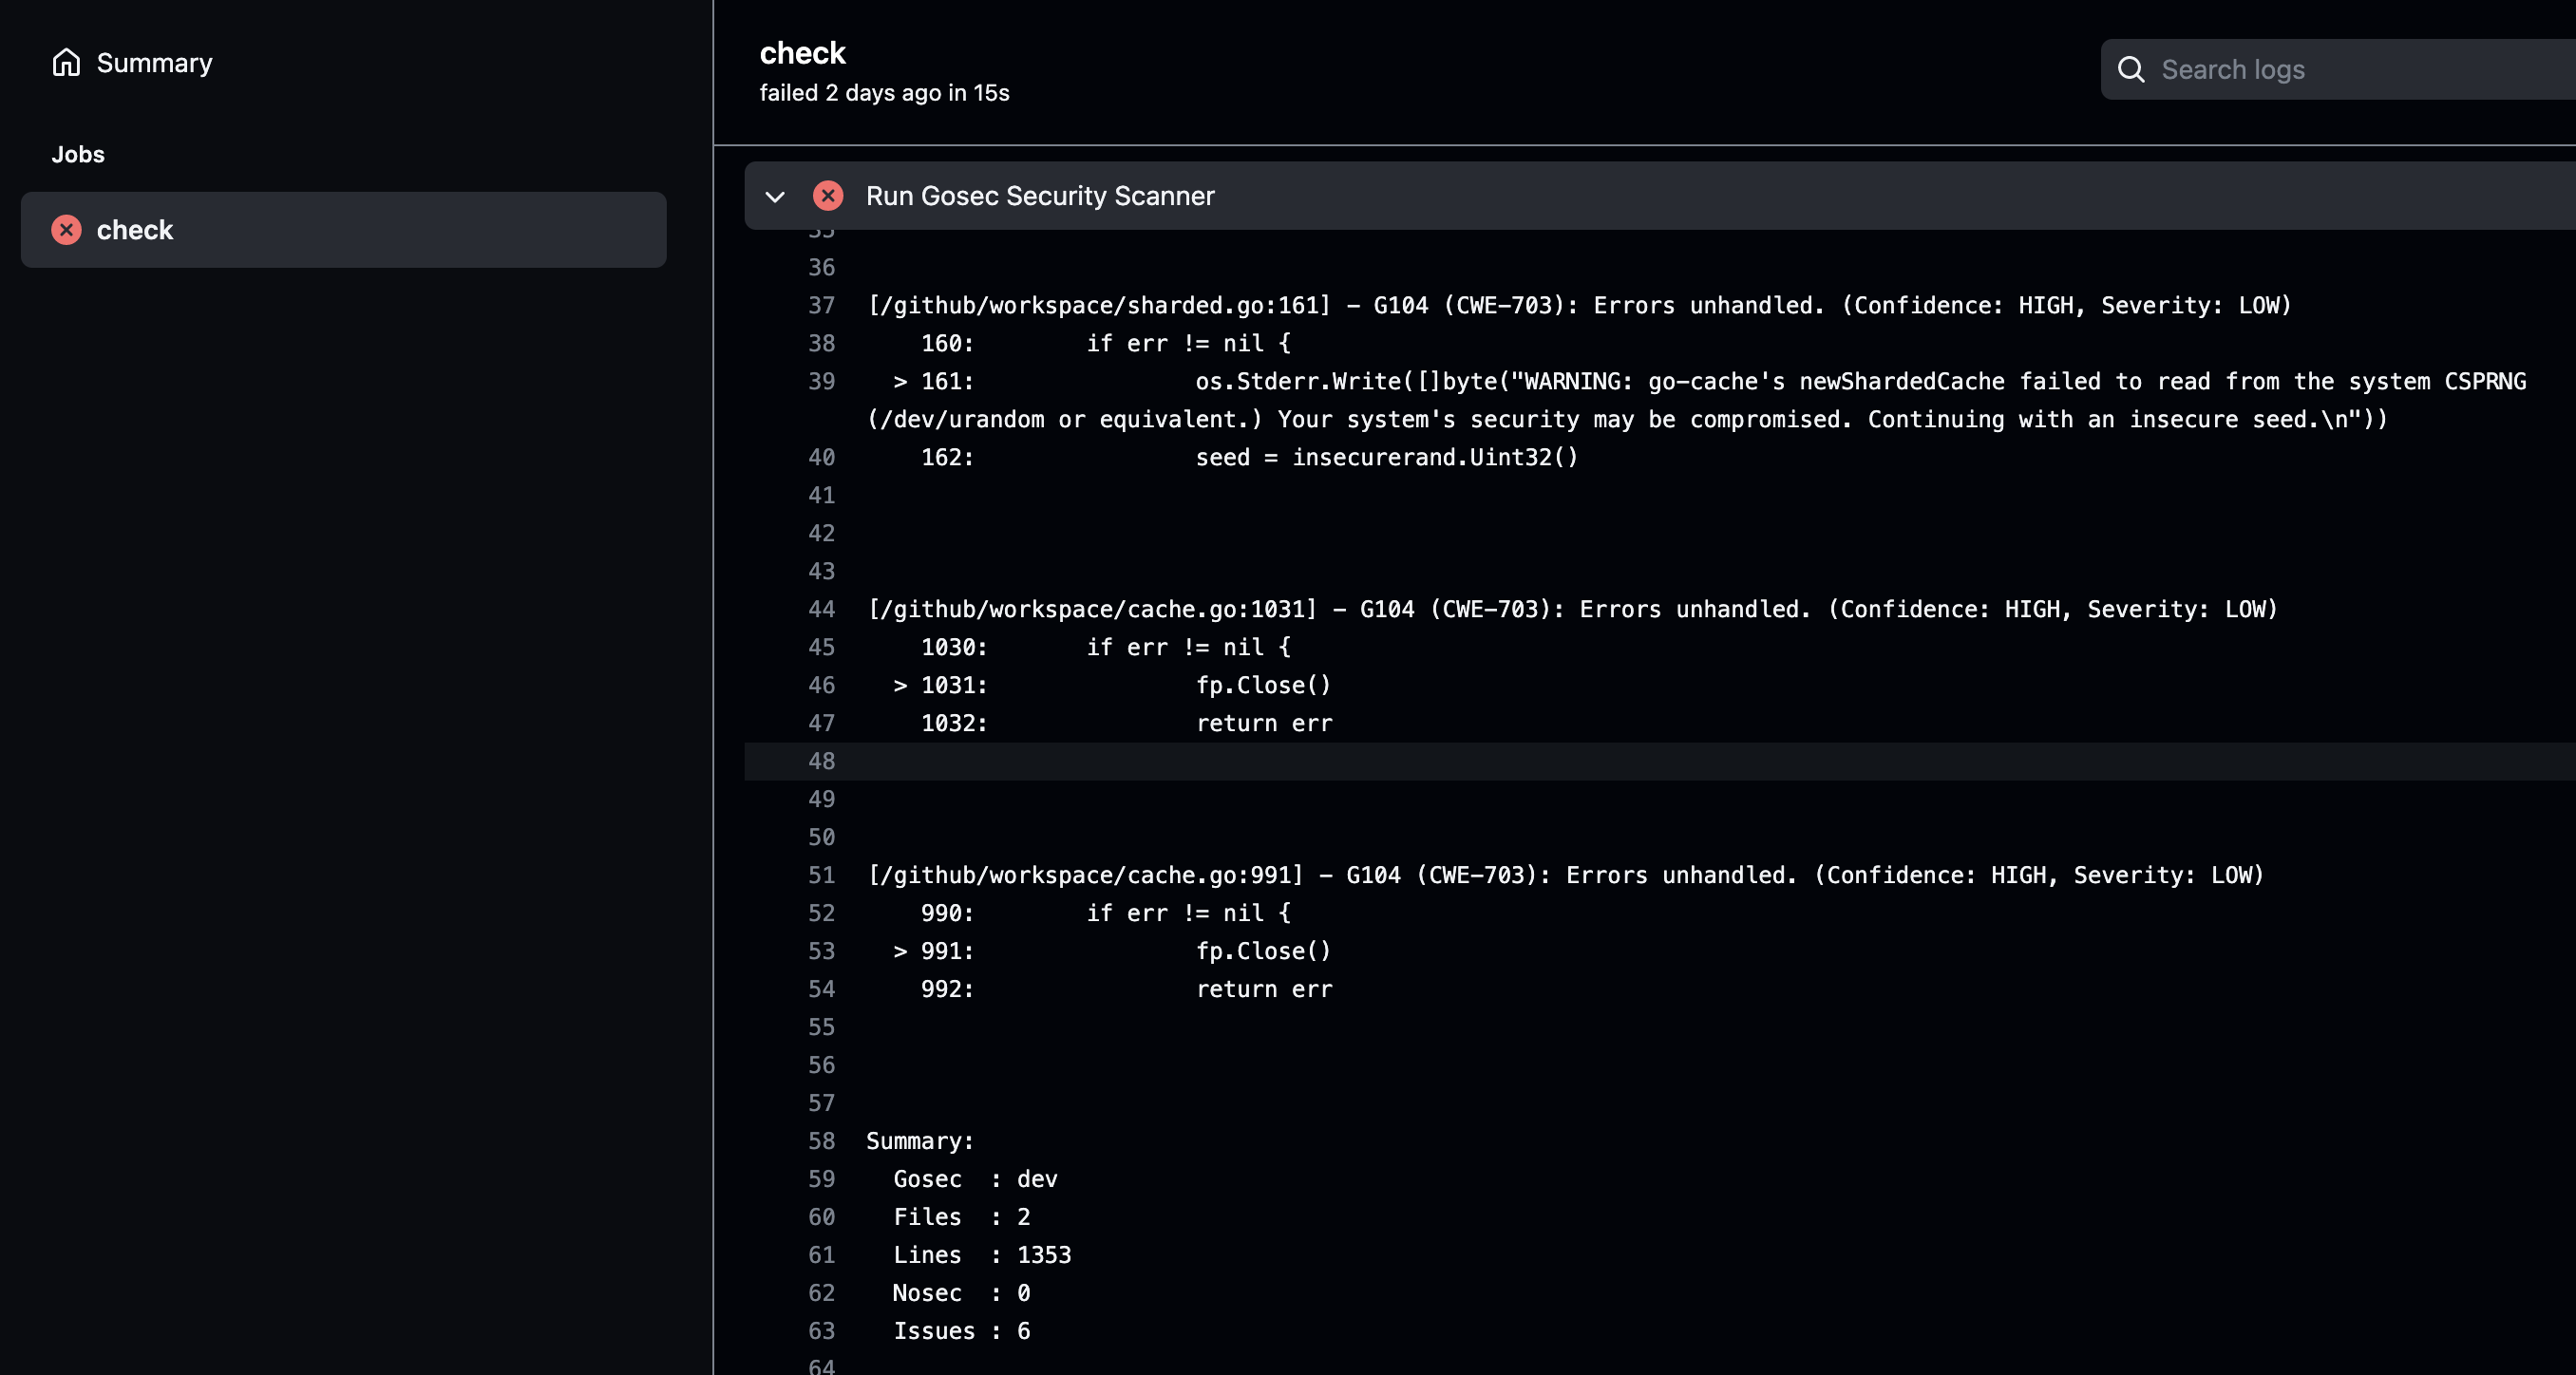 Summary
Jobs
check
check
failed 2 days ago in 15s
Search logs
Run Gosec Security Scanner
35
36
37 [/github/workspace/sharded.go:161] - G104 (CWE-703): Errors unhandled. (Confidence: HIGH, Severity: LOW)
38     160:        if err != nil {
39   > 161:                os.Stderr.Write([]byte("WARNING: go-cache's newShardedCache failed to read from the system CSPRNG
(/dev/urandom or equivalent.) Your system's security may be compromised. Continuing with an insecure seed.\n"))
40     162:                seed = insecurerand.Uint32()
41
42
43
44 [/github/workspace/cache.go:1031] - G104 (CWE-703): Errors unhandled. (Confidence: HIGH, Severity: LOW)
45     1030:       if err != nil {
46   > 1031:               fp.Close()
47     1032:               return err
48
49
50
51 [/github/workspace/cache.go:991] - G104 (CWE-703): Errors unhandled. (Confidence: HIGH, Severity: LOW)
52     990:        if err != nil {
53   > 991:                fp.Close()
54     992:                return err
55
56
57
58 Summary:
59   Gosec  : dev
60   Files  : 2
61   Lines  : 1353
62   Nosec  : 0
63   Issues : 6
64